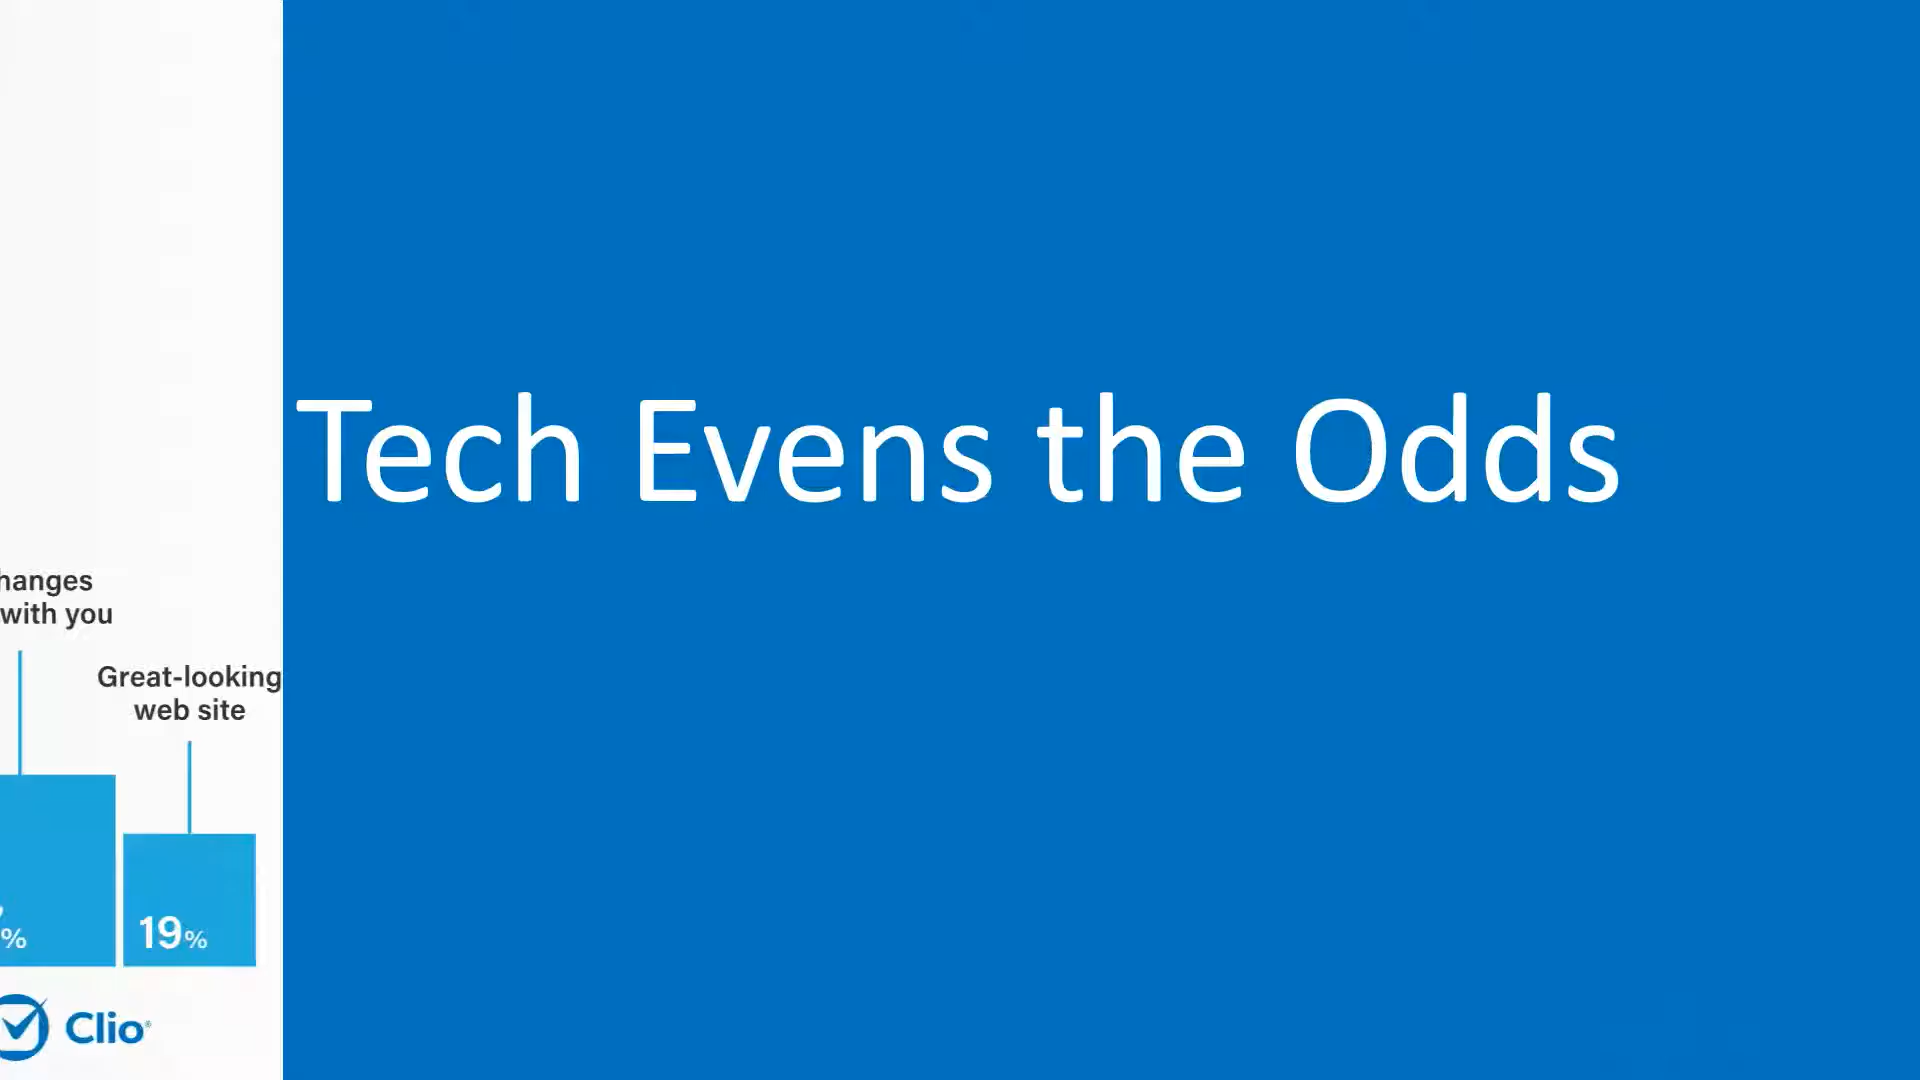 Tech Evens the Odds
hanges
with you
Great-looking
web site
%
19%
Clio®